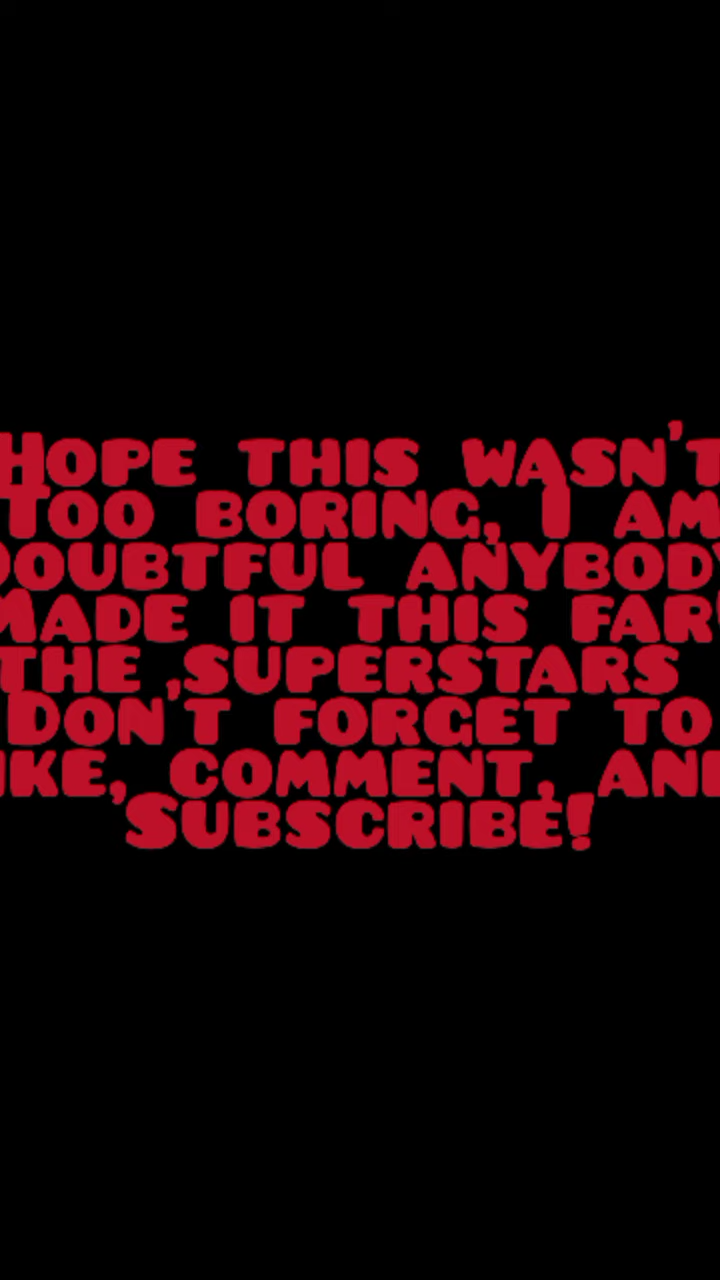 Hope this wasn't
Too boring, I am
doubtful anybody
Made it this far
The ,superstars
Don't forget to
ike, comment, and
Subscribe!